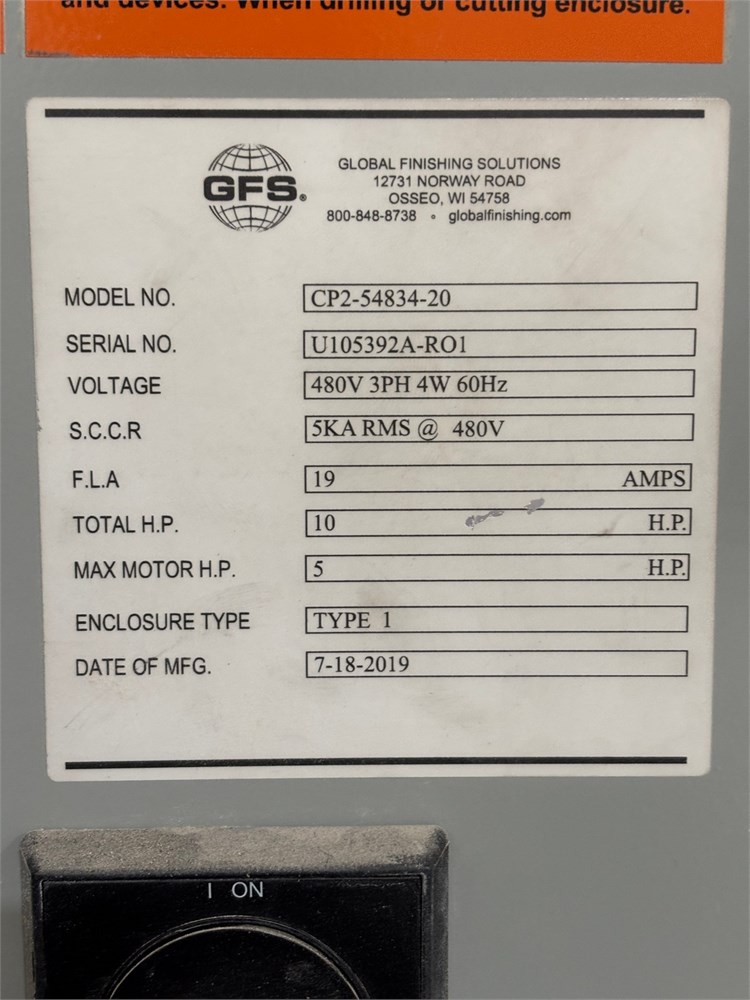 and devices. When drilling or cutting enclosure.
GFS®
GLOBAL FINISHING SOLUTIONS
12731 NORWAY ROAD
OSSEO, WI 54758
800-848-8738 ∘ globalfinishing.com
MODEL NO. CP2-54834-20
SERIAL NO. U105392A-RO1
VOLTAGE 480V 3PH 4W 60Hz
S.C.C.R 5KA RMS @ 480V
F.L.A 19 AMPS
TOTAL H.P. 10 H.P.
MAX MOTOR H.P. 5 H.P.
ENCLOSURE TYPE TYPE 1
DATE OF MFG. 7-18-2019
I ON